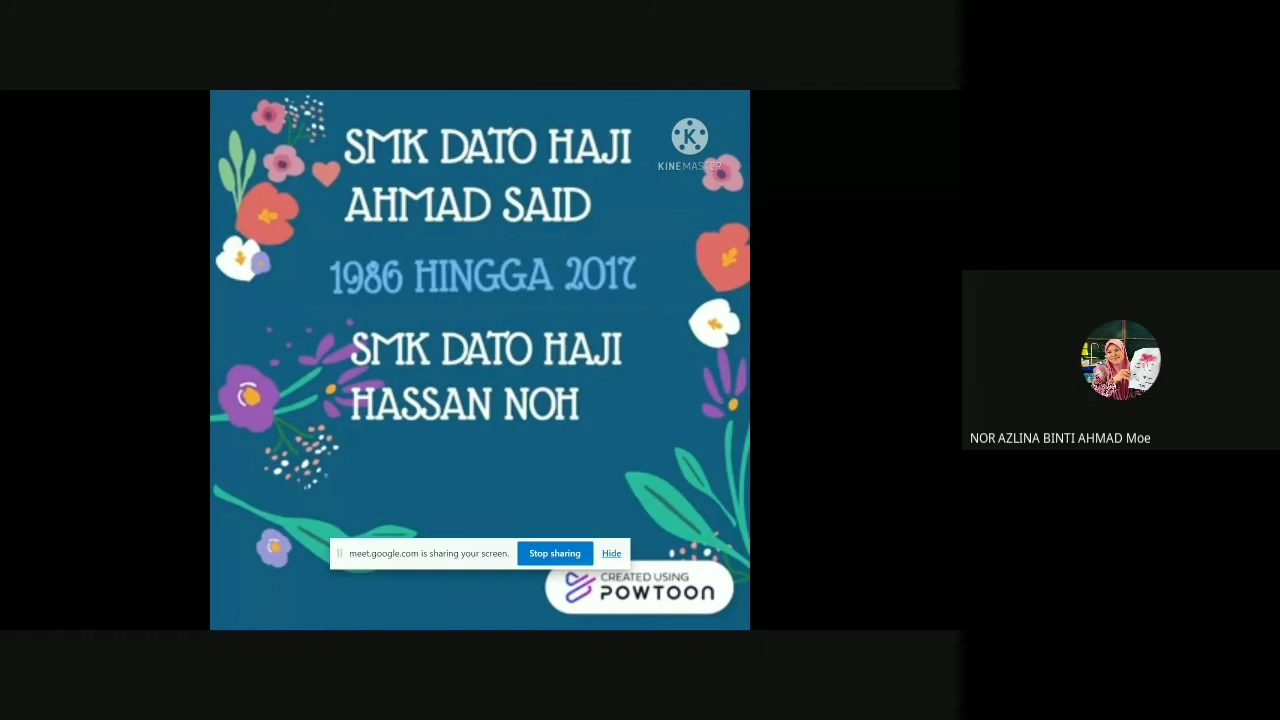 SMK DATO HAJI
AHMAD SAID
1986 HINGGA 2017
SMK DATO HAJI
HASSAN NOH
K
KINEMASTER
meet.google.com is sharing your screen.
Stop sharing
Hide
CREATED USING
POWTOON
NOR AZLINA BINTI AHMAD Moe